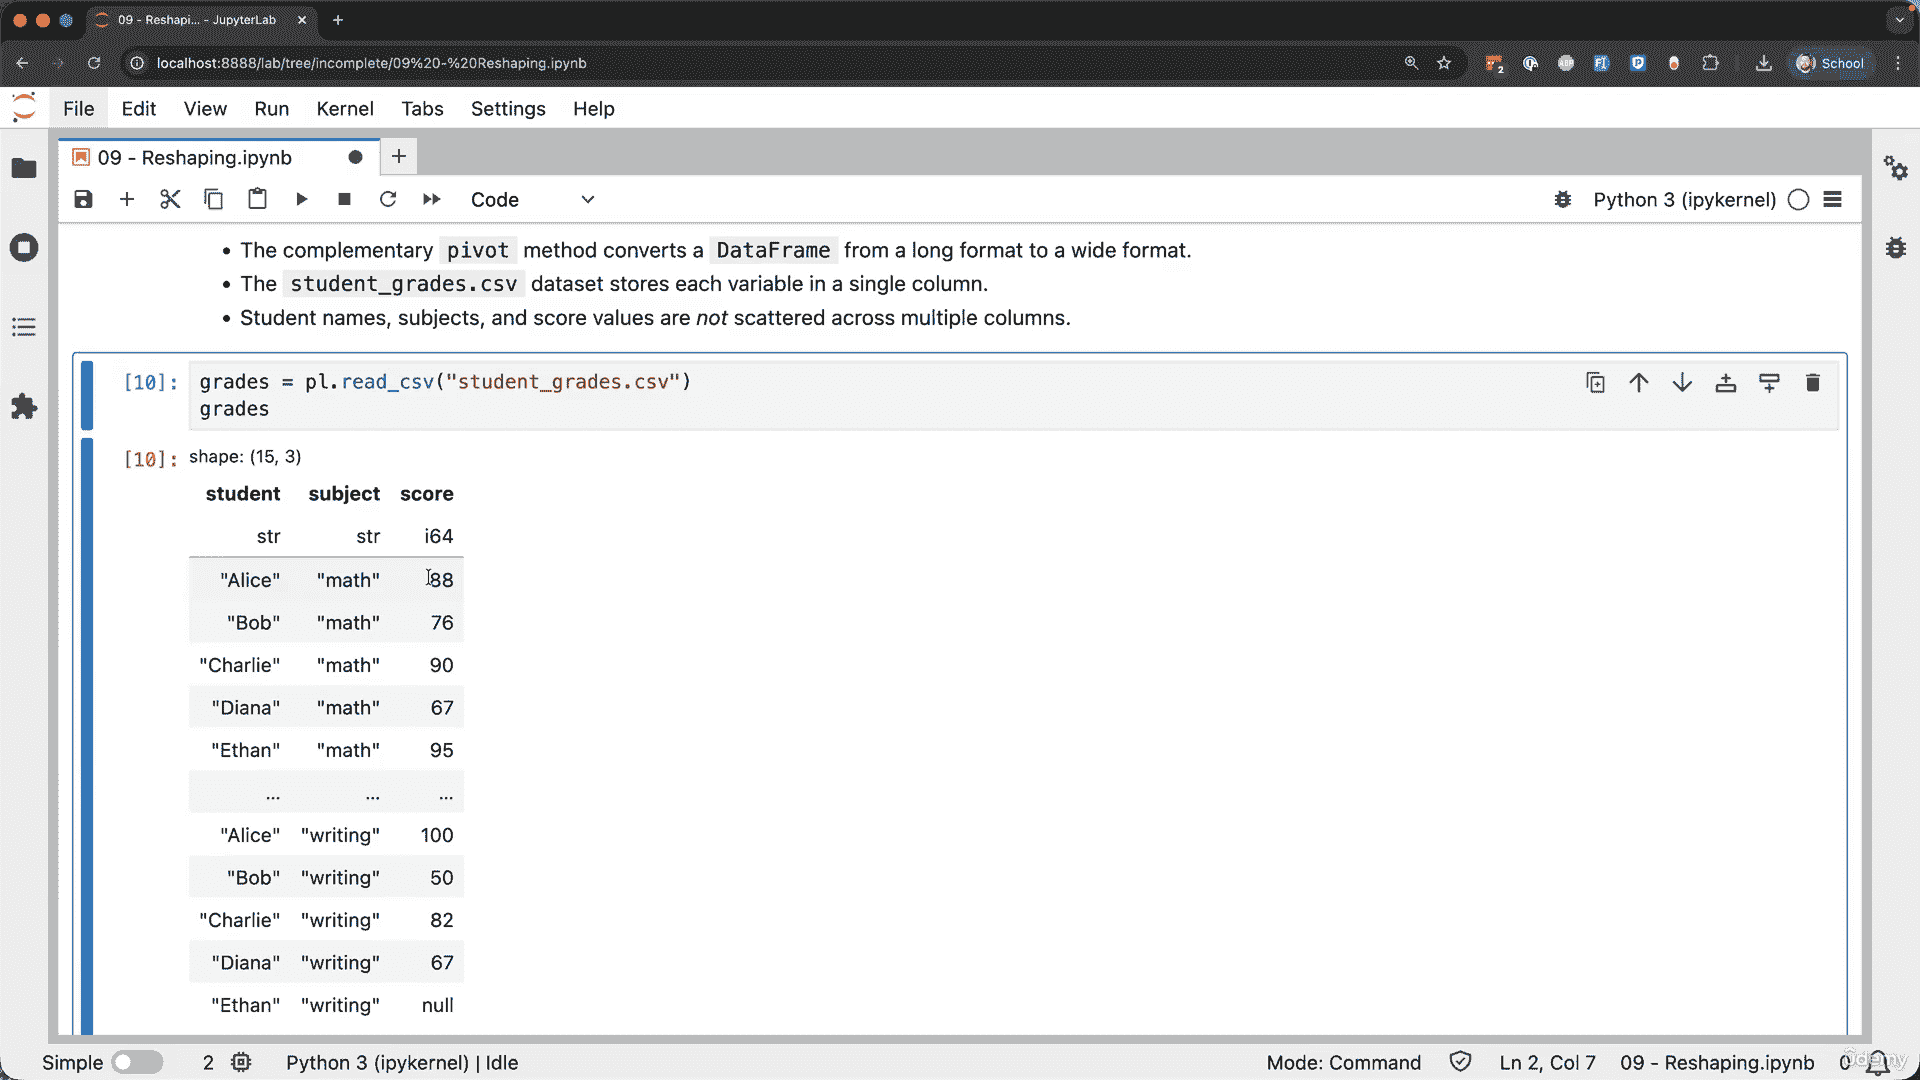 09 - Reshapi... - JupyterLab
localhost:8888/lab/tree/incomplete/09%20-%20Reshaping.ipynb
2
ABP
School
File Edit View Run Kernel Tabs Settings Help
09 - Reshaping.ipynb
Code
Python 3 (ipykernel)
• The complementary pivot method converts a DataFrame from a long format to a wide format.
• The student_grades.csv dataset stores each variable in a single column.
• Student names, subjects, and score values are not scattered across multiple columns.
[10]: grades = pl.read_csv("student_grades.csv")
grades
[10]: shape: (15, 3)
student subject score
str str i64
"Alice" "math" 88
"Bob" "math" 76
"Charlie" "math" 90
"Diana" "math" 67
"Ethan" "math" 95
... ... ...
"Alice" "writing" 100
"Bob" "writing" 50
"Charlie" "writing" 82
"Diana" "writing" 67
"Ethan" "writing" null
Simple 2 Python 3 (ipykernel) | Idle Mode: Command Ln 2, Col 7 09 - Reshaping.ipynb 0
udemy